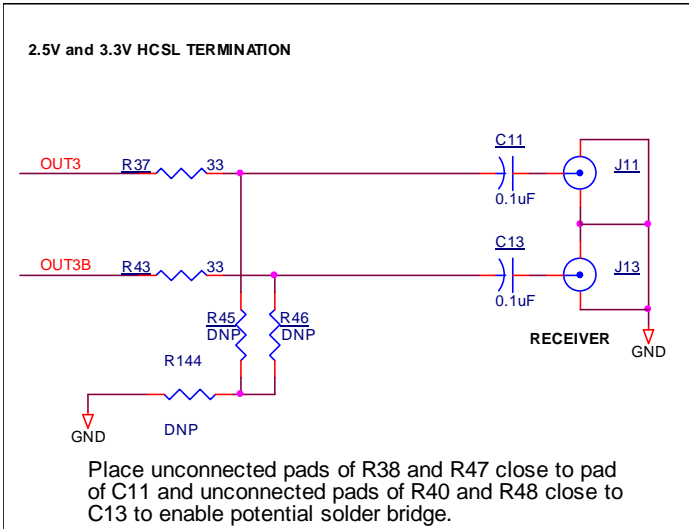 2.5V and 3.3V HCSL TERMINATION
C11
OUT3 R37 33 J11
0.1uF
C13
OUT3B R43 33 J13
0.1uF
R45 R46
DNP DNP
RECEIVER
GND
R144
GND
DNP
Place unconnected pads of R38 and R47 close to pad
of C11 and unconnected pads of R40 and R48 close to
C13 to enable potential solder bridge.